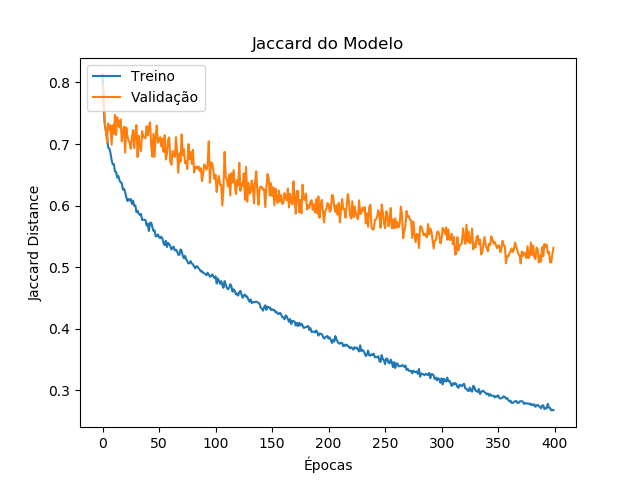 Jaccard do Modelo
Treino
Validação
0.8
0.7
0.6
0.5
0.4
0.3
Jaccard Distance
0 50 100 150 200 250 300 350 400
Épocas